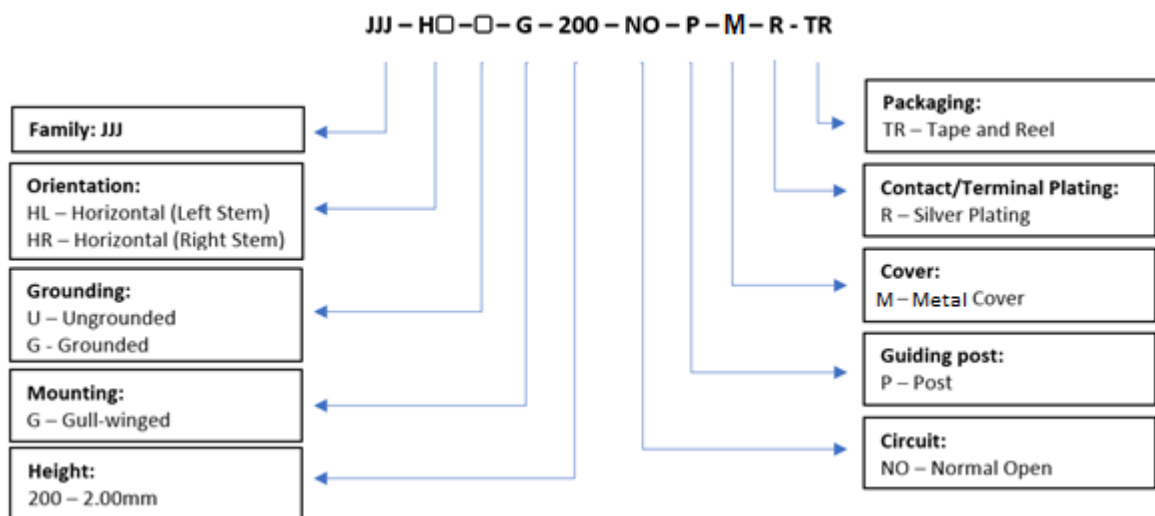 JJJ – H▢ – ▢ – G – 200 – NO – P – M – R - TR
Family: JJJ
Orientation:
HL – Horizontal (Left Stem)
HR – Horizontal (Right Stem)
Grounding:
U – Ungrounded
G - Grounded
Mounting:
G – Gull-winged
Height:
200 – 2.00mm
Packaging:
TR – Tape and Reel
Contact/Terminal Plating:
R – Silver Plating
Cover:
M – Metal Cover
Guiding post:
P – Post
Circuit:
NO – Normal Open